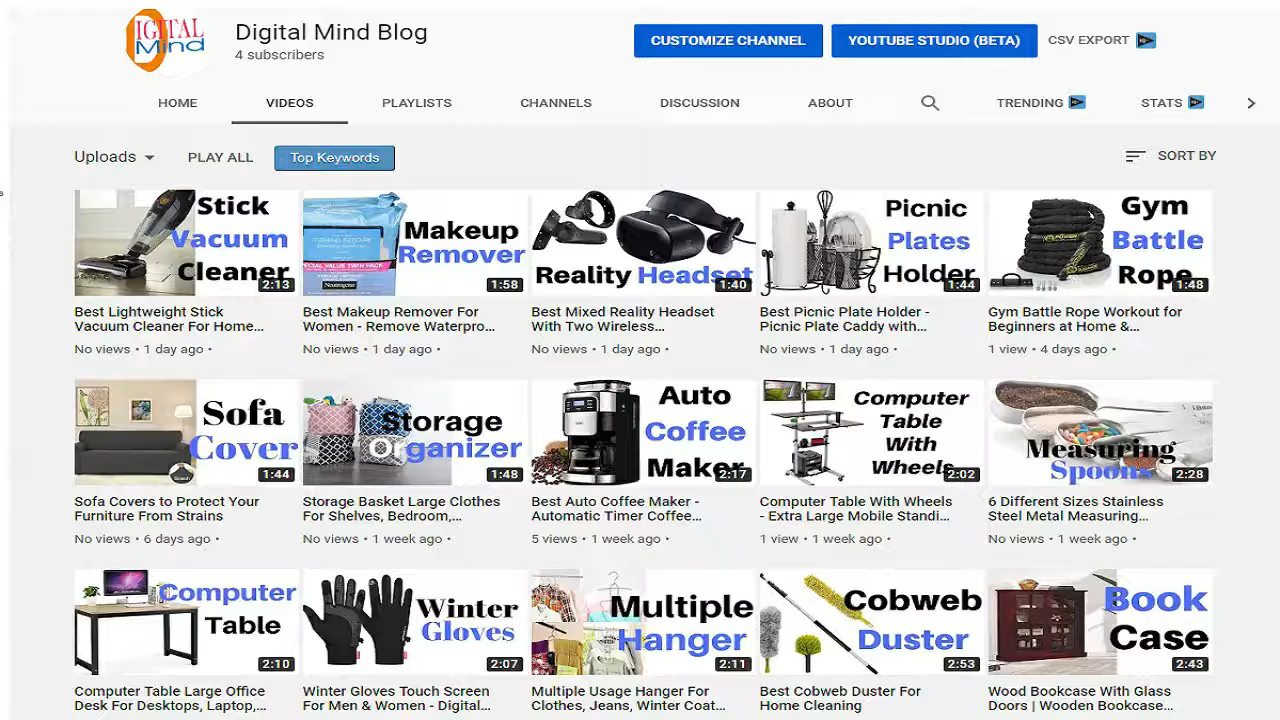 DIGITAL
Mind
Digital Mind Blog
4 subscribers
CUSTOMIZE CHANNEL
YOUTUBE STUDIO (BETA)
CSV EXPORT
HOME
VIDEOS
PLAYLISTS
CHANNELS
DISCUSSION
ABOUT
TRENDING
STATS
Uploads
PLAY ALL
Top Keywords
SORT BY
s
Stick
Vacuum
Cleaner
2:13
Best Lightweight Stick
Vacuum Cleaner For Home...
No views • 1 day ago •
makeup remover
SPECIAL VALUE TWIN PACK
Neutrogena
Makeup
Remover
1:58
Best Makeup Remover For
Women - Remove Waterpro...
No views • 1 day ago •
Reality Headset
1:40
Best Mixed Reality Headset
With Two Wireless...
No views • 1 day ago •
Picnic
Plates
Holder
1:44
Best Picnic Plate Holder -
Picnic Plate Caddy with...
No views • 1 day ago •
Gym
Battle
Rope
1:48
Gym Battle Rope Workout for
Beginners at Home &...
1 view • 4 days ago •
Sofa
Cover
1:44
Sofa Covers to Protect Your
Furniture From Strains
No views • 6 days ago •
Storage
Organizer
1:48
Storage Basket Large Clothes
For Shelves, Bedroom,...
No views • 1 week ago •
Auto
Coffee
Maker
2:17
Best Auto Coffee Maker -
Automatic Timer Coffee...
5 views • 1 week ago •
Computer
Table
With
Wheels
2:02
Computer Table With Wheels
- Extra Large Mobile Standi...
1 view • 1 week ago •
Measuring
Spoons
2:28
6 Different Sizes Stainless
Steel Metal Measuring...
No views • 1 week ago •
Computer
Table
2:10
Computer Table Large Office
Desk For Desktops, Laptop,...
Winter
Gloves
2:07
Winter Gloves Touch Screen
For Men & Women - Digital...
Multiple
Hanger
2:11
Multiple Usage Hanger For
Clothes, Jeans, Winter Coat...
Cobweb
Duster
2:53
Best Cobweb Duster For
Home Cleaning
Book
Case
2:43
Wood Bookcase With Glass
Doors | Wooden Bookcase...